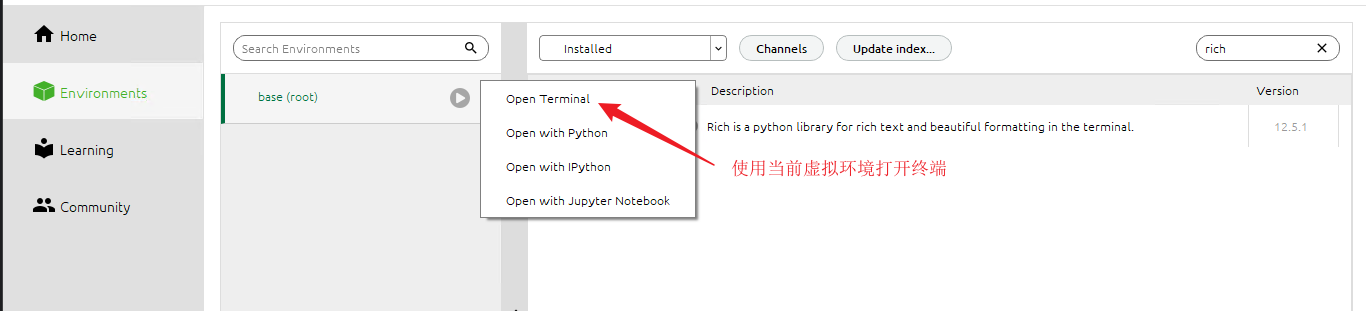 Home
Environments
Learning
Community
Search Environments
base (root)
Open Terminal
Open with Python
Open with IPython
Open with Jupyter Notebook
Installed
Channels
Update index...
rich
Description
Version
Rich is a python library for rich text and beautiful formatting in the terminal.
12.5.1
使用当前虚拟环境打开终端